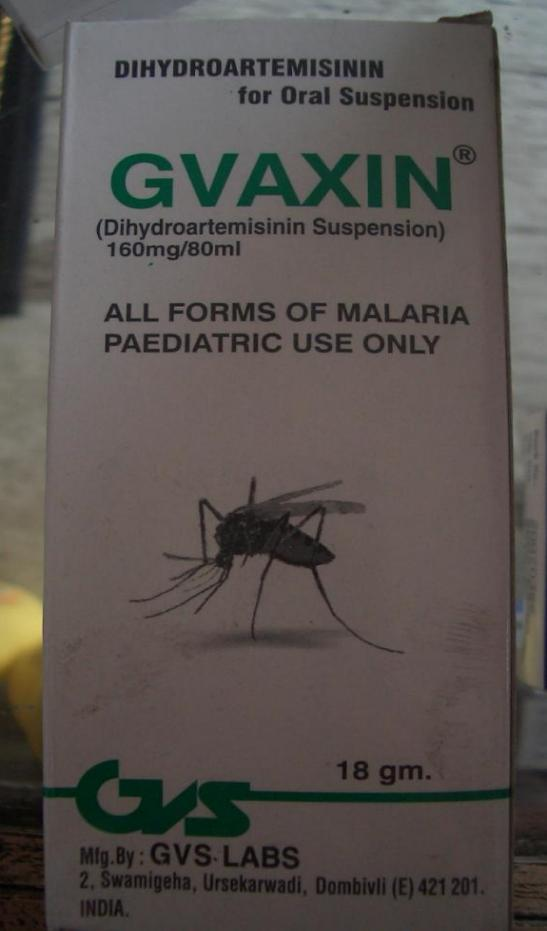 DIHYDROARTEMISININ
for Oral Suspension
GVAXIN®
(Dihydroartemisinin Suspension)
160mg/80ml
ALL FORMS OF MALARIA
PAEDIATRIC USE ONLY
18 gm.
GVS
Mfg.By : GVS LABS
2, Swamigeha, Ursekarwadi, Dombivli (E) 421 201.
INDIA.